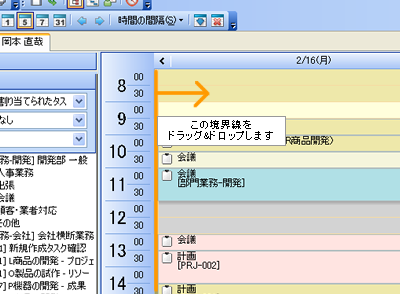 1 7 31 時間の間隔(S)
岡本 直哉
2/16(月)
割り当てられたタス
なし
務-開発] 開発部 一般
人事業務
出張
会議
顧客・業者対応
その他
務-会社] 会社横断業務
1] 新規作成タスク確認
1] U商品の開発 - プロジェ
1] O製品の試作 - リソー
7] P機器の開発 - 成果
8 00
30
9 00
30
10 00
30
11 00
30
12 00
30
13 00
30
14 00
30
この境界線を
ドラッグ&ドロップします
商品開発)
会議
会議
[部門業務-開発]
会議
計画
[PRJ-002]
計画